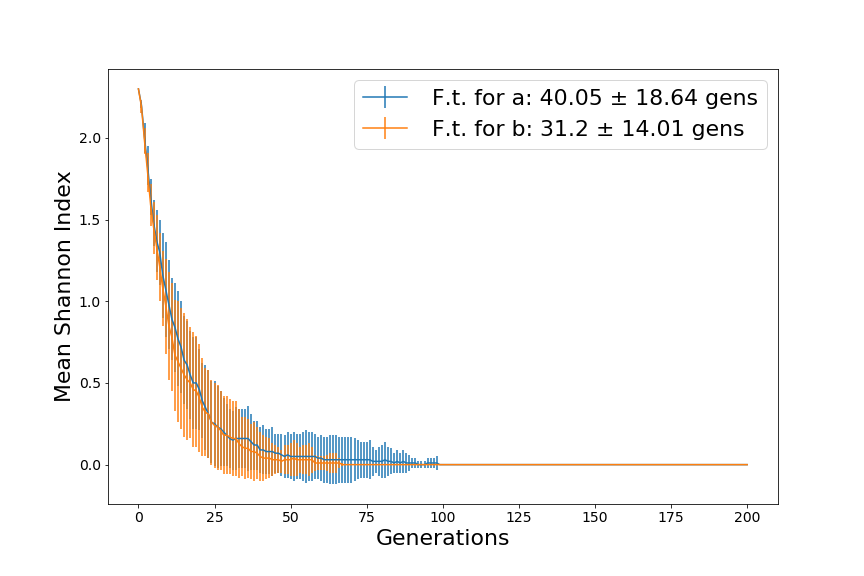 F.t. for a: 40.05 ± 18.64 gens
F.t. for b: 31.2 ± 14.01 gens
Mean Shannon Index
2.0
1.5
1.0
0.5
0.0
0 25 50 75 100 125 150 175 200
Generations